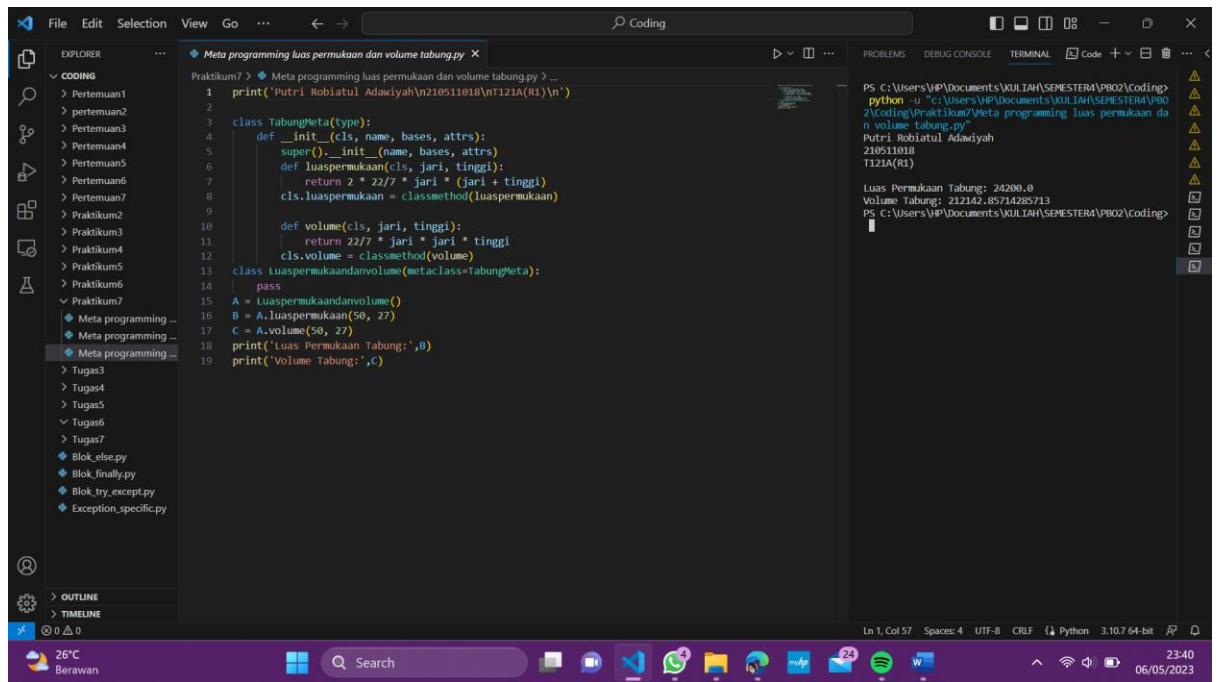 File Edit Selection View Go ··· Coding
EXPLORER ···
CODING
Pertemuan1
pertemuan2
Pertemuan3
Pertemuan4
Pertemuan5
Pertemuan6
Pertemuan7
Praktikum2
Praktikum3
Praktikum4
Praktikum5
Praktikum6
Praktikum7
Meta programming ...
Meta programming ...
Meta programming ...
Tugas3
Tugas4
Tugas5
Tugas6
Tugas7
Blok_else.py
Blok_finally.py
Blok_try_except.py
Exception_specific.py
OUTLINE
TIMELINE
Meta programming luas permukaan dan volume tabung.py
Praktikum7 > Meta programming luas permukaan dan volume tabung.py > ...
1 print('Putri Robiatul Adawiyah\n210511018\nT121A(R1)\n')
2
3 class TabungMeta(type):
4 def __init__(cls, name, bases, attrs):
5 super().__init__(name, bases, attrs)
6 def luaspermukaan(cls, jari, tinggi):
7 return 2 * 22/7 * jari * (jari + tinggi)
8 cls.luaspermukaan = classmethod(luaspermukaan)
9
10 def volume(cls, jari, tinggi):
11 return 22/7 * jari * jari * tinggi
12 cls.volume = classmethod(volume)
13 class Luaspermukaandanvolume(metaclass=TabungMeta):
14 pass
15 A = Luaspermukaandanvolume()
16 B = A.luaspermukaan(50, 27)
17 C = A.volume(50, 27)
18 print('Luas Permukaan Tabung:',B)
19 print('Volume Tabung:',C)
PROBLEMS DEBUG CONSOLE TERMINAL Code
PS C:\Users\HP\Documents\KULIAH\SEMESTER4\PBO2\Coding>
python -u "c:\Users\HP\Documents\KULIAH\SEMESTER4\PBO
2\Coding\Praktikum7\Meta programming luas permukaan da
n volume tabung.py"
Putri Robiatul Adawiyah
210511018
T121A(R1)
Luas Permukaan Tabung: 24200.0
Volume Tabung: 212142.85714285713
PS C:\Users\HP\Documents\KULIAH\SEMESTER4\PBO2\Coding>
0 0 Ln 1, Col 57 Spaces: 4 UTF-8 CRLF Python 3.10.7 64-bit
26°C
Berawan
Search
4
myhp
24
W
23:40
06/05/2023